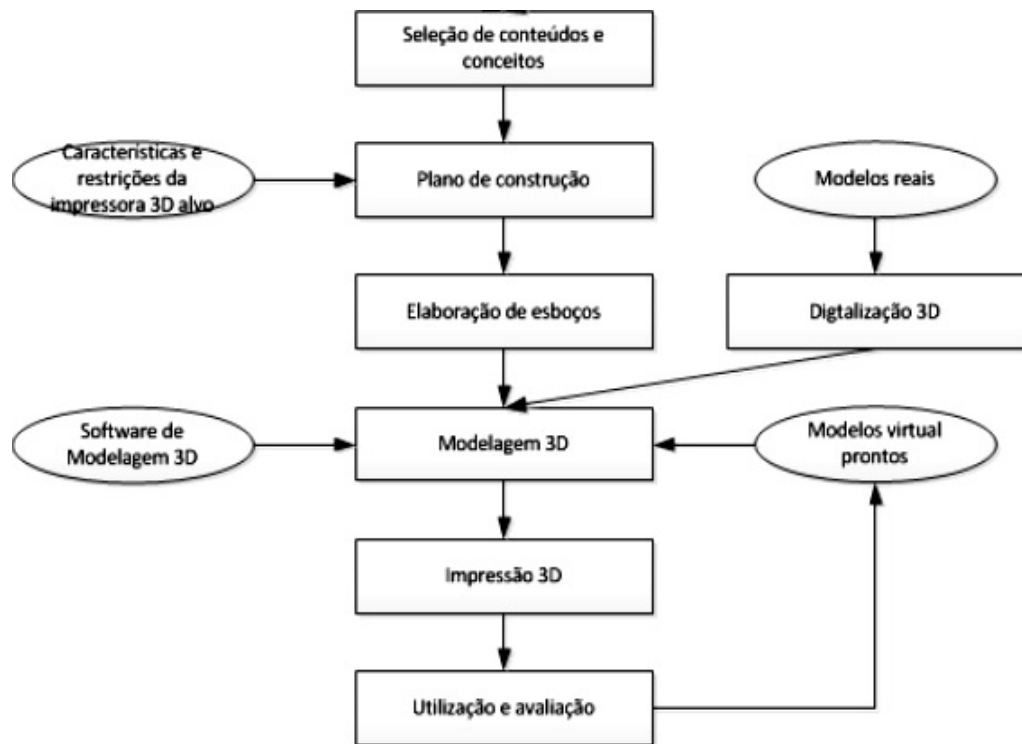 Seleção de conteúdos e
conceitos
Características e
restrições da
impressora 3D alvo
Plano de construção
Modelos reais
Elaboração de esboços
Digtalização 3D
Software de
Modelagem 3D
Modelagem 3D
Modelos virtual
prontos
Impressão 3D
Utilização e avaliação